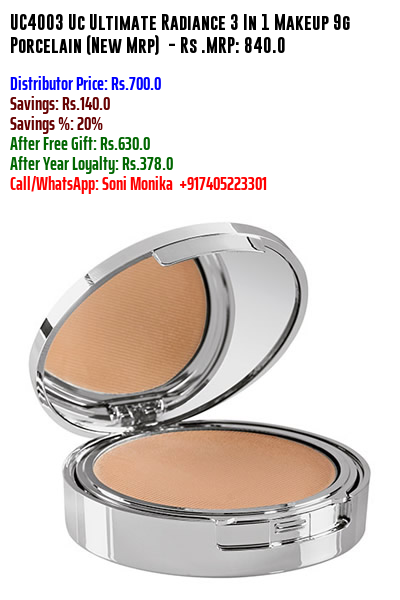 UC4003 Uc Ultimate Radiance 3 In 1 Makeup 9g
Porcelain (New Mrp) - Rs .MRP: 840.0
Distributor Price: Rs.700.0
Savings: Rs.140.0
Savings %: 20%
After Free Gift: Rs.630.0
After Year Loyalty: Rs.378.0
Call/WhatsApp: Soni Monika +917405223301